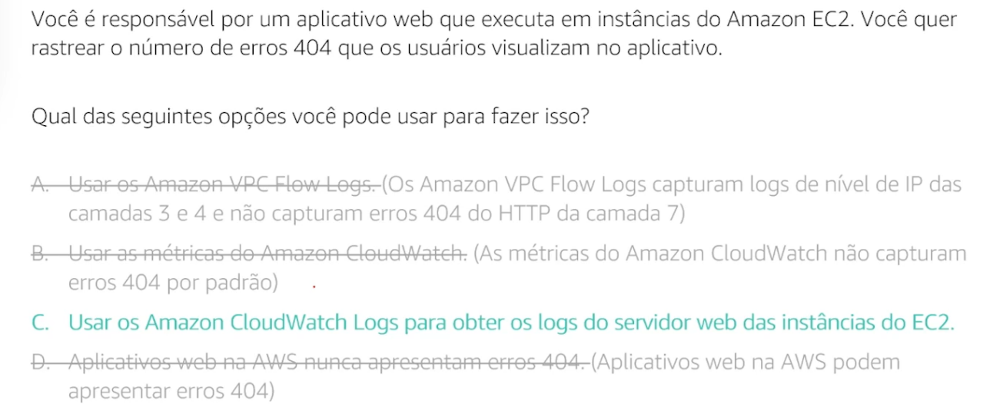 Você é responsável por um aplicativo web que executa em instâncias do Amazon EC2. Você quer
rastrear o número de erros 404 que os usuários visualizam no aplicativo.
Qual das seguintes opções você pode usar para fazer isso?
A. Usar os Amazon VPC Flow Logs. (Os Amazon VPC Flow Logs capturam logs de nível de IP das
camadas 3 e 4 e não capturam erros 404 do HTTP da camada 7)
B. Usar as métricas do Amazon CloudWatch. (As métricas do Amazon CloudWatch não capturam
erros 404 por padrão)
C. Usar os Amazon CloudWatch Logs para obter os logs do servidor web das instâncias do EC2.
D. Aplicativos web na AWS nunca apresentam erros 404. (Aplicativos web na AWS podem
apresentar erros 404)